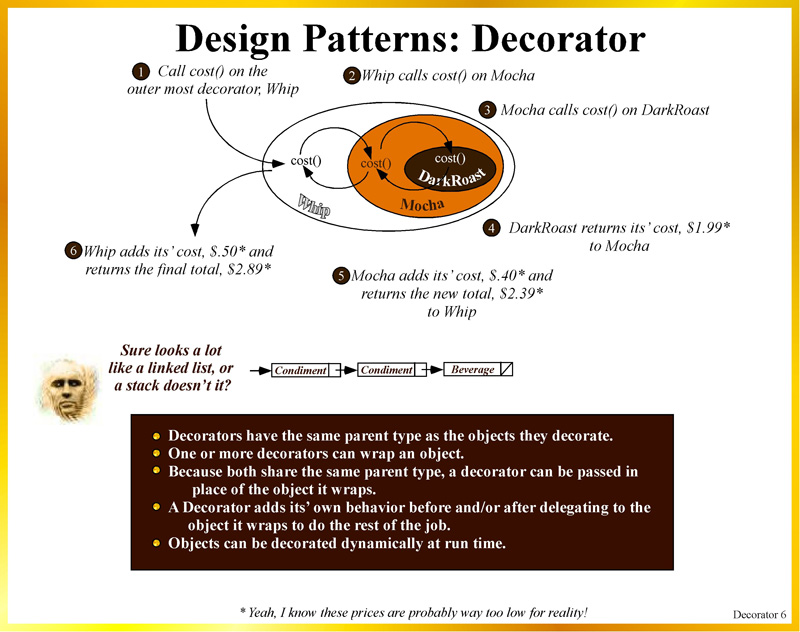 Design Patterns: Decorator
1 Call cost() on the
outer most decorator, Whip
2 Whip calls cost() on Mocha
3 Mocha calls cost() on DarkRoast
cost()
cost()
cost()
DarkRoast
Mocha
Whip
4 DarkRoast returns its’ cost, $1.99*
to Mocha
6 Whip adds its’ cost, $.50* and
returns the final total, $2.89*
5 Mocha adds its’ cost, $.40* and
returns the new total, $2.39*
to Whip
Sure looks a lot
like a linked list, or
a stack doesn’t it?
Condiment
Condiment
Beverage
Decorators have the same parent type as the objects they decorate.
One or more decorators can wrap an object.
Because both share the same parent type, a decorator can be passed in
place of the object it wraps.
A Decorator adds its’ own behavior before and/or after delegating to the
object it wraps to do the rest of the job.
Objects can be decorated dynamically at run time.
* Yeah, I know these prices are probably way too low for reality!
Decorator 6